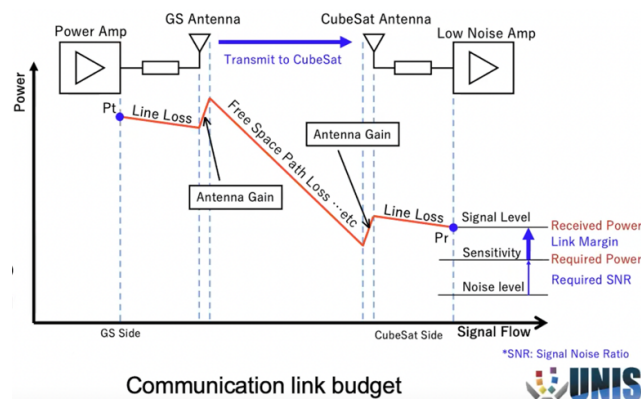 GS Antenna
CubeSat Antenna
Power Amp
Low Noise Amp
Transmit to CubeSat
Power
Pt
Line Loss
Free Space Path Loss ...etc
Antenna Gain
Antenna Gain
Line Loss
Pr
Signal Level
Received Power
Link Margin
Sensitivity
Required Power
Required SNR
Noise level
GS Side
CubeSat Side
Signal Flow
*SNR: Signal Noise Ratio
Communication link budget
UNIS